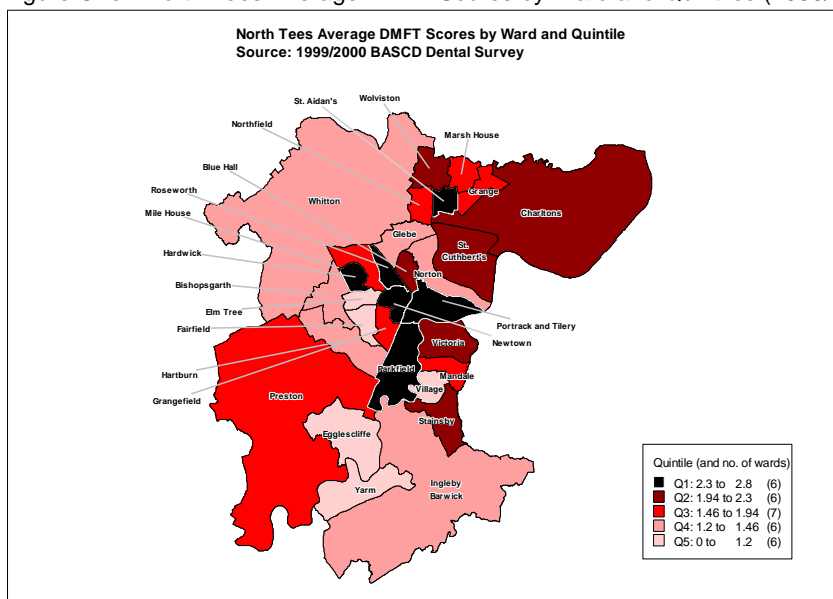 North Tees Average DMFT Scores by Ward and Quintile
Source: 1999/2000 BASCD Dental Survey
St. Aidan's
Wolviston
Northfield
Marsh House
Blue Hall
Roseworth
Grange
Whitton
Mile House
Charltons
Glebe
St.
Cuthbert's
Hardwick
Norton
Bishopsgarth
Elm Tree
Portrack and Tilery
Fairfield
Newtown
Victoria
Hartburn
Parkfield
Mandale
Village
Preston
Grangefield
Stainsby
Egglescliffe
Yarm
Ingleby
Barwick
Quintile (and no. of wards)
Q1: 2.3 to 2.8 (6)
Q2: 1.94 to 2.3 (6)
Q3: 1.46 to 1.94 (7)
Q4: 1.2 to 1.46 (6)
Q5: 0 to 1.2 (6)